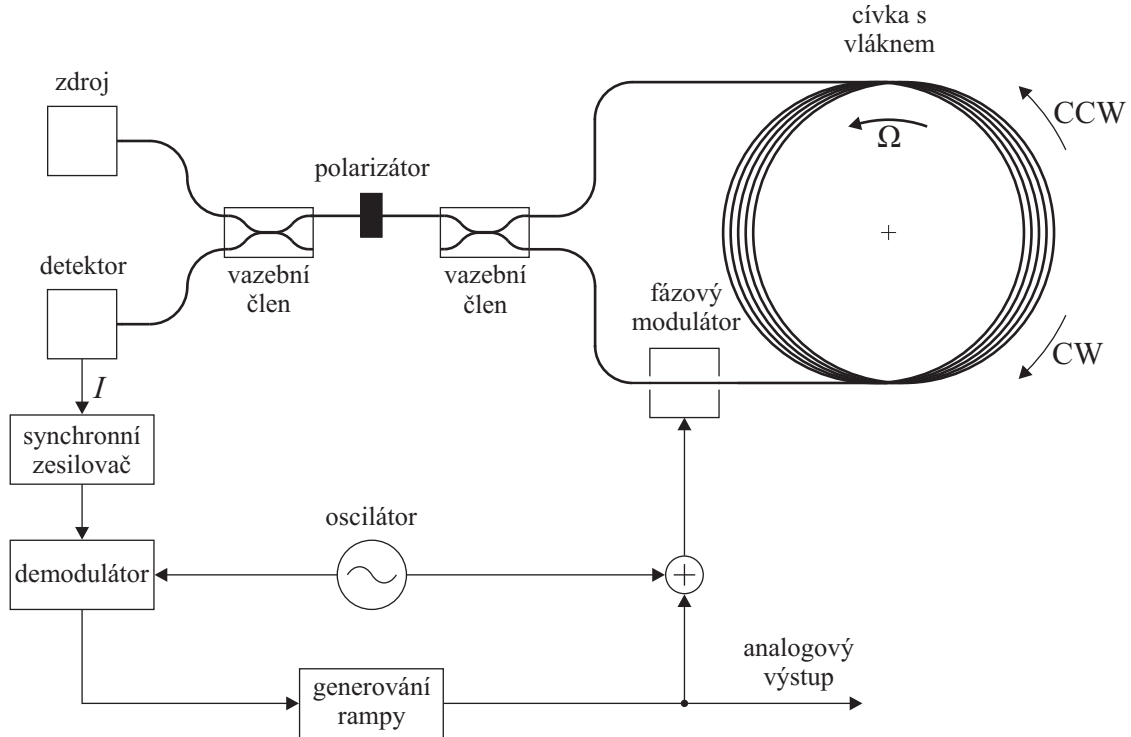 cívka s
vláknem
zdroj
CCW
Ω
polarizátor
detektor
vazební
člen
vazební
člen
fázový
modulátor
CW
I
synchronní
zesilovač
oscilátor
demodulátor
analogový
výstup
generování
rampy